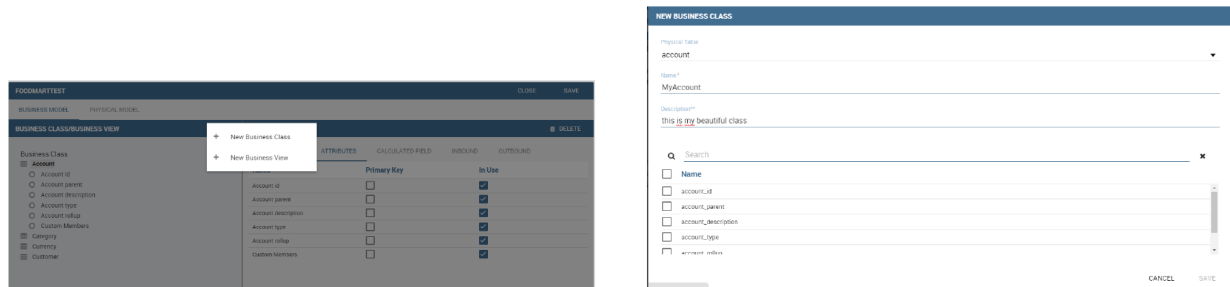 FOODMARTTEST CLOSE SAVE
BUSINESS MODEL PHYSICAL MODEL
BUSINESS CLASS/BUSINESS VIEW DELETE
+ New Business Class
+ New Business View
Business Class
Account
Account id
Account parent
Account description
Account type
Account rollup
Custom Members
Category
Currency
Customer
ATTRIBUTES CALCULATED FIELD INBOUND OUTBOUND
Name Primary Key In Use
Account id
Account parent
Account description
Account type
Account rollup
Custom Members
NEW BUSINESS CLASS
Physical Table
account
Name*
MyAccount
Description*
this is my beautiful class
Search
Name
account_id
account_parent
account_description
account_type
account_rollup
CANCEL SAVE